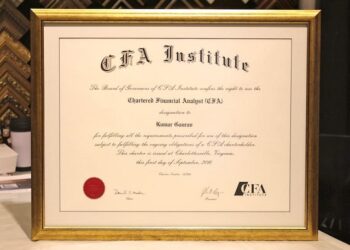 CFA Institute
The Board of Governors of CFA Institute confers the right to use the
Chartered Financial Analyst (CFA)
designation to
Kumar Gaurav
for fulfilling all the requirements prescribed for use of this designation
subject to fulfilling the ongoing obligations of a CFA charterholder.
This charter is issued at Charlottesville, Virginia,
this first day of September, 2010
CFA
INSTITUTE